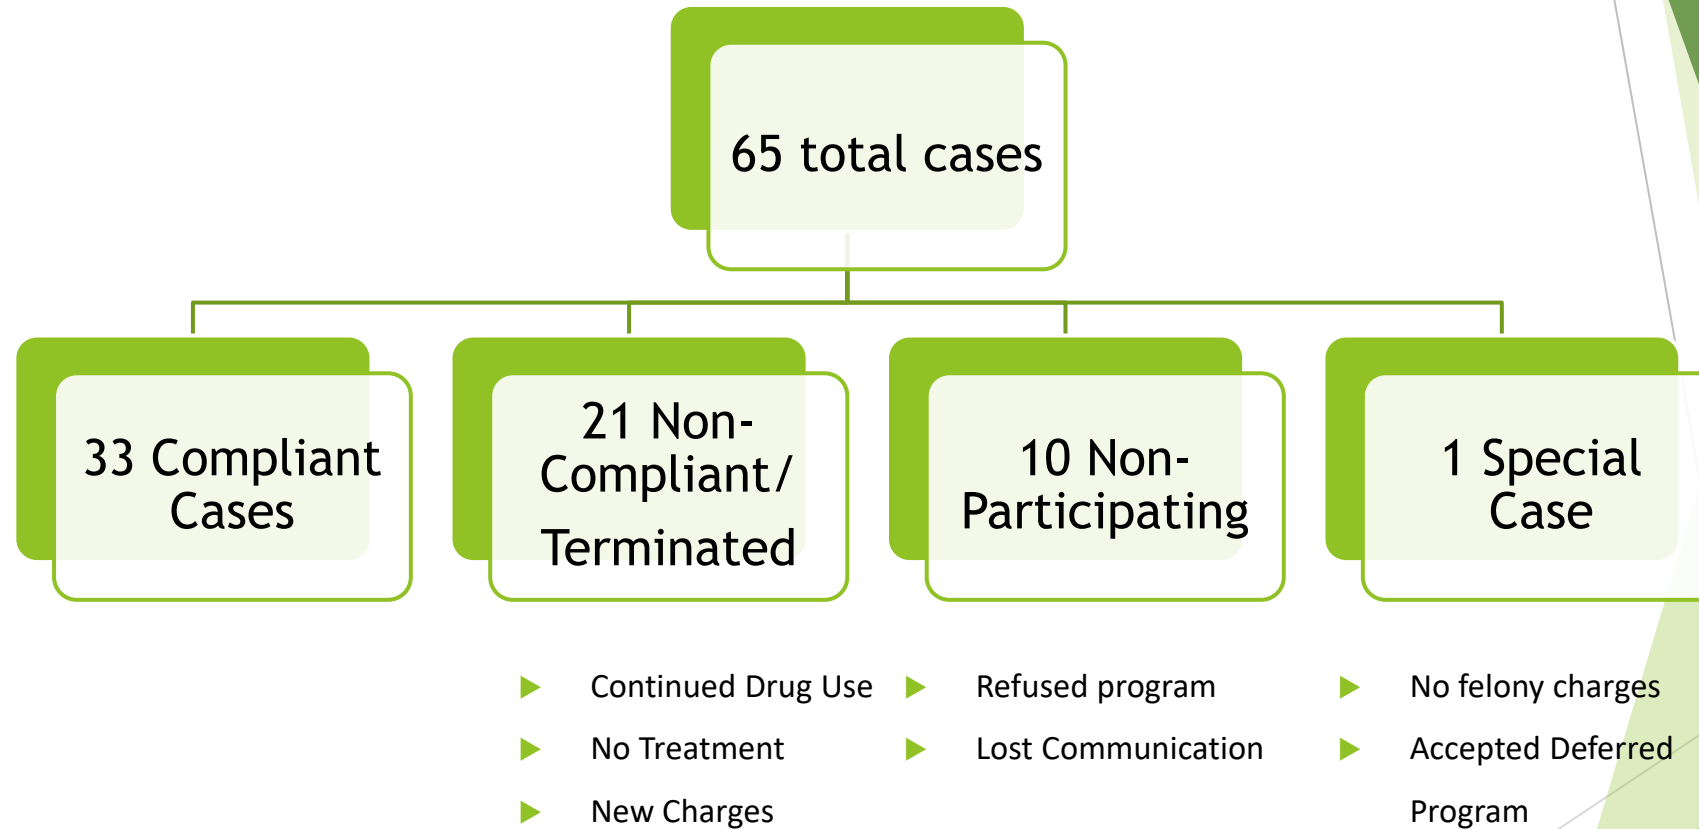 65 total cases
33 Compliant
Cases
21 Non-
Compliant/
Terminated
10 Non-
Participating
1 Special
Case
Continued Drug Use
No Treatment
New Charges
Refused program
Lost Communication
No felony charges
Accepted Deferred
Program